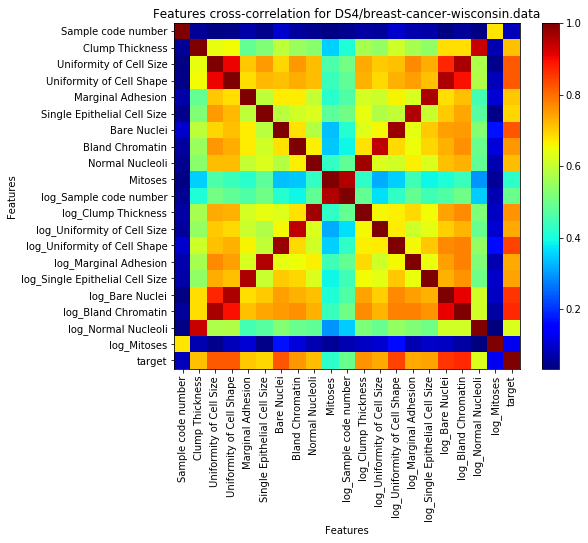 Features cross-correlation for DS4/breast-cancer-wisconsin.data
Sample code number
Clump Thickness
Uniformity of Cell Size
Uniformity of Cell Shape
Marginal Adhesion
Single Epithelial Cell Size
Bare Nuclei
Bland Chromatin
Normal Nucleoli
Mitoses
log_Sample code number
log_Clump Thickness
log_Uniformity of Cell Size
log_Uniformity of Cell Shape
log_Marginal Adhesion
log_Single Epithelial Cell Size
log_Bare Nuclei
log_Bland Chromatin
log_Normal Nucleoli
log_Mitoses
target
Features
Sample code number
Clump Thickness
Uniformity of Cell Size
Uniformity of Cell Shape
Marginal Adhesion
Single Epithelial Cell Size
Bare Nuclei
Bland Chromatin
Normal Nucleoli
Mitoses
log_Sample code number
log_Clump Thickness
log_Uniformity of Cell Size
log_Uniformity of Cell Shape
log_Marginal Adhesion
log_Single Epithelial Cell Size
log_Bare Nuclei
log_Bland Chromatin
log_Normal Nucleoli
log_Mitoses
target
Features
1.0
0.8
0.6
0.4
0.2